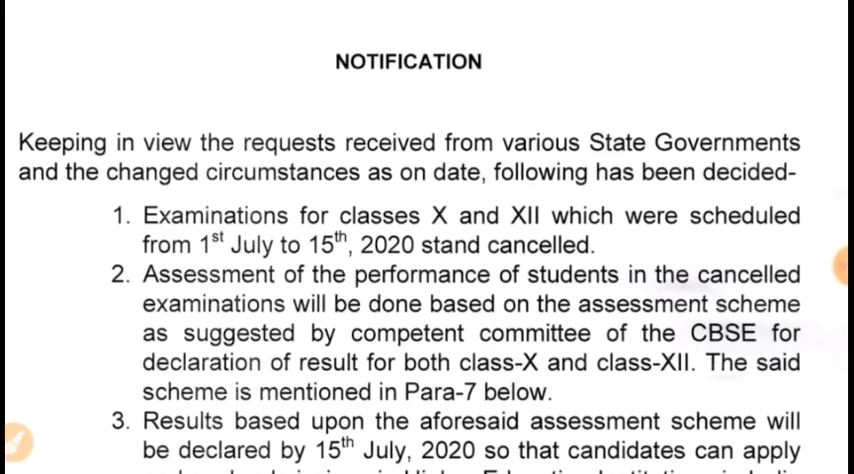 NOTIFICATION
Keeping in view the requests received from various State Governments
and the changed circumstances as on date, following has been decided-
1. Examinations for classes X and XII which were scheduled
from 1st July to 15th, 2020 stand cancelled.
2. Assessment of the performance of students in the cancelled
examinations will be done based on the assessment scheme
as suggested by competent committee of the CBSE for
declaration of result for both class-X and class-XII. The said
scheme is mentioned in Para-7 below.
3. Results based upon the aforesaid assessment scheme will
be declared by 15th July, 2020 so that candidates can apply